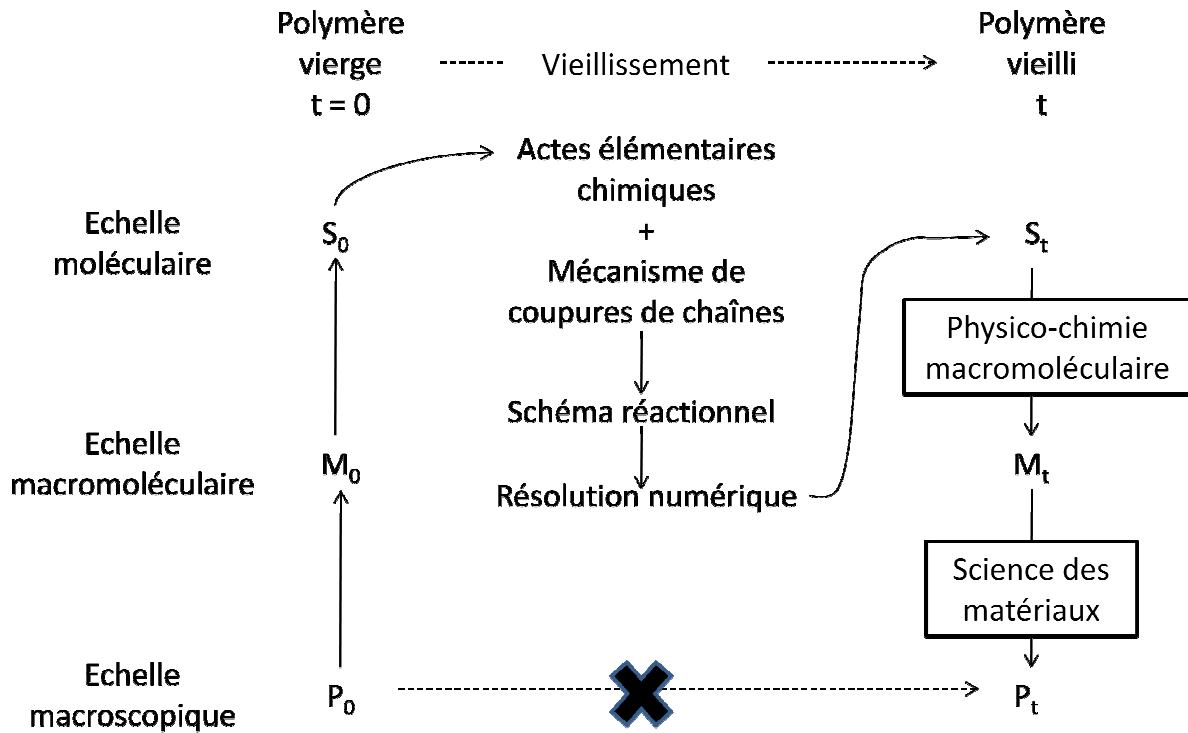 Polymère
vierge
t = 0
Vieillissement
Polymère
vieilli
t
Actes élémentaires
chimiques
+
Mécanisme de
coupures de chaînes
Echelle
moléculaire
S0
St
Physico-chimie
macromoléculaire
Schéma réactionnel
Echelle
macromoléculaire
M0
Mt
Résolution numérique
Science des
matériaux
Echelle
macroscopique
P0
Pt